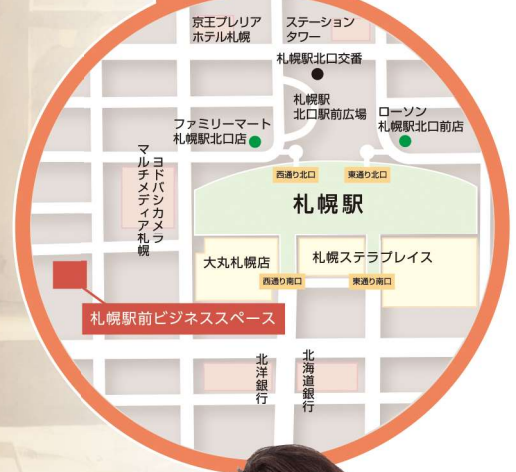 京王プレリア
ホテル札幌
ステーション
タワー
札幌駅北口交番
札幌駅
北口駅前広場
ファミリーマート
札幌駅北口店
ローソン
札幌駅北口前店
ヨドバシカメラ
マルチメディア札幌
西通り北口
東通り北口
札幌駅
大丸札幌店
札幌ステラプレイス
西通り南口
東通り南口
札幌駅前ビジネススペース
北洋銀行
北海道銀行